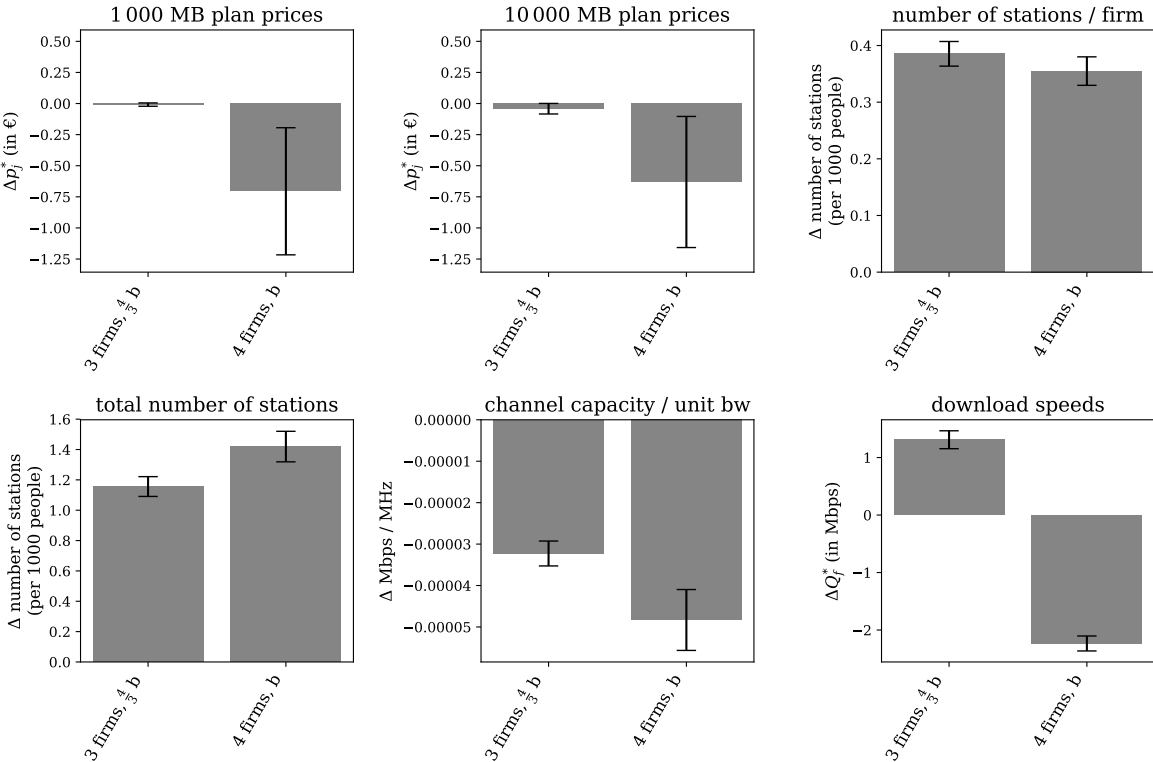 1 000 MB plan prices
0.50
0.25
0.00
−0.25
−0.50
−0.75
−1.00
−1.25
Δp*j (in €)
3 firms, 4/3 b
4 firms, b
10 000 MB plan prices
0.50
0.25
0.00
−0.25
−0.50
−0.75
−1.00
−1.25
Δp*j (in €)
3 firms, 4/3 b
4 firms, b
number of stations / firm
0.4
0.3
0.2
0.1
0.0
Δ number of stations
(per 1000 people)
3 firms, 4/3 b
4 firms, b
total number of stations
1.6
1.4
1.2
1.0
0.8
0.6
0.4
0.2
0.0
Δ number of stations
(per 1000 people)
3 firms, 4/3 b
4 firms, b
channel capacity / unit bw
0.00000
−0.00001
−0.00002
−0.00003
−0.00004
−0.00005
Δ Mbps / MHz
3 firms, 4/3 b
4 firms, b
download speeds
1
0
−1
−2
ΔQ*f (in Mbps)
3 firms, 4/3 b
4 firms, b